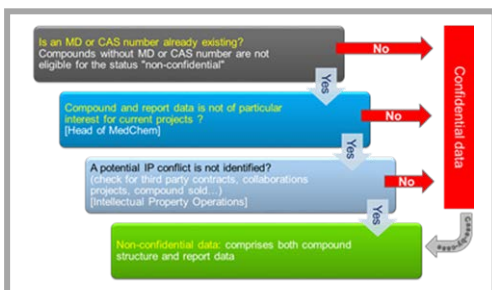 Is an MD or CAS number already existing?
Compounds without MD or CAS number are not
eligible for the status "non-confidential"
No
Yes
Compound and report data is not of particular
interest for current projects ?
[Head of MedChem]
No
Yes
A potential IP conflict is not identified?
(check for third party contracts, collaborations
projects, compound sold…)
[Intellectual Property Operations]
No
Yes
Non-confidential data: comprises both compound
structure and report data
Confidential data